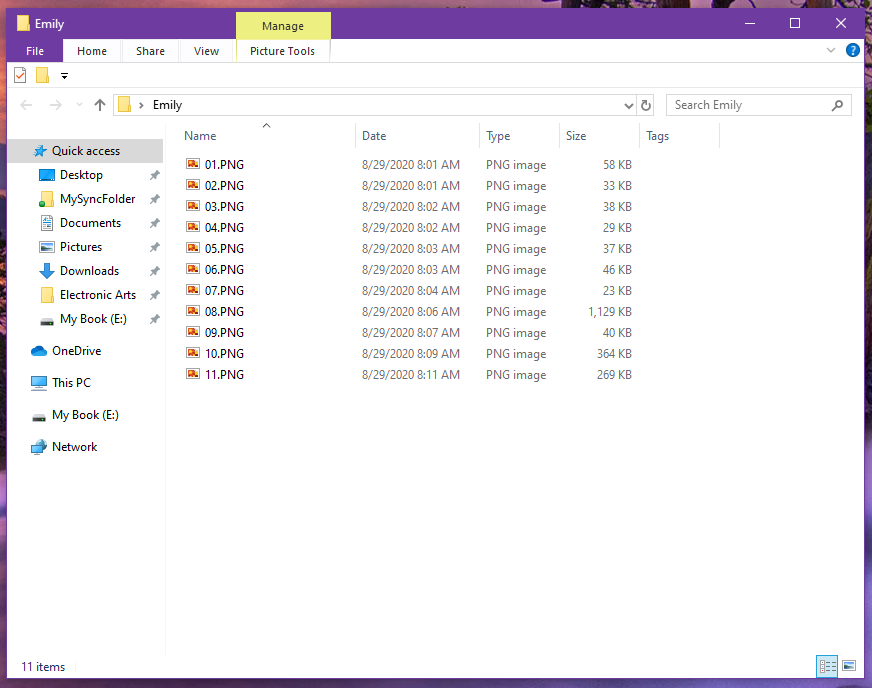 Emily
Manage
File Home Share View Picture Tools
?
Emily
Search Emily
Name Date Type Size Tags
Quick access
Desktop
MySyncFolder
Documents
Pictures
Downloads
Electronic Arts
My Book (E:)
OneDrive
This PC
My Book (E:)
Network
01.PNG 8/29/2020 8:01 AM PNG image 58 KB
02.PNG 8/29/2020 8:01 AM PNG image 33 KB
03.PNG 8/29/2020 8:02 AM PNG image 38 KB
04.PNG 8/29/2020 8:02 AM PNG image 29 KB
05.PNG 8/29/2020 8:03 AM PNG image 37 KB
06.PNG 8/29/2020 8:03 AM PNG image 46 KB
07.PNG 8/29/2020 8:04 AM PNG image 23 KB
08.PNG 8/29/2020 8:06 AM PNG image 1,129 KB
09.PNG 8/29/2020 8:07 AM PNG image 40 KB
10.PNG 8/29/2020 8:09 AM PNG image 364 KB
11.PNG 8/29/2020 8:11 AM PNG image 269 KB
11 items